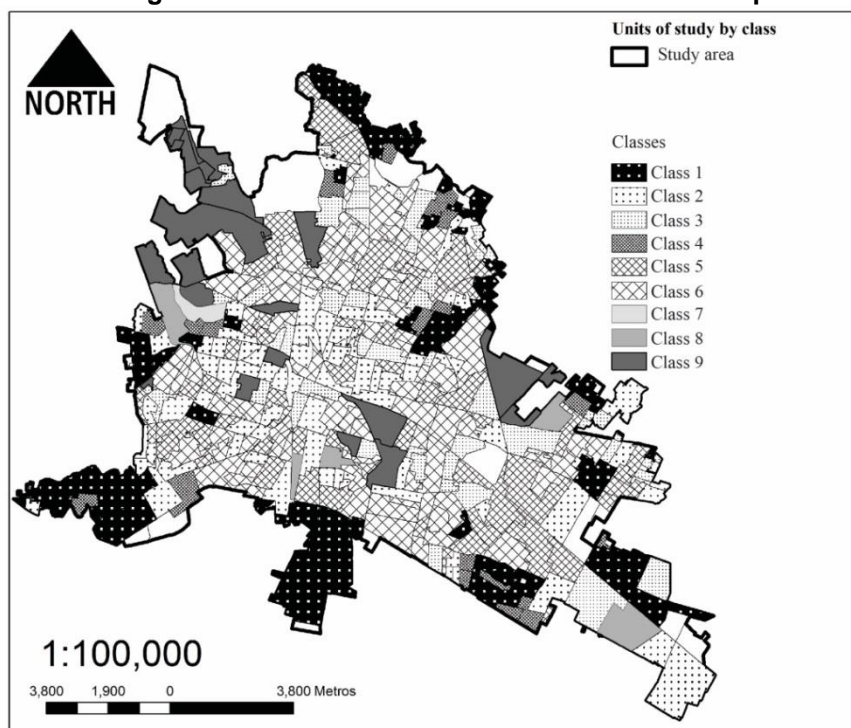 Units of study by class
Study area
NORTH
Classes
Class 1
Class 2
Class 3
Class 4
Class 5
Class 6
Class 7
Class 8
Class 9
1:100,000
3,800 1,900 0 3,800 Metros